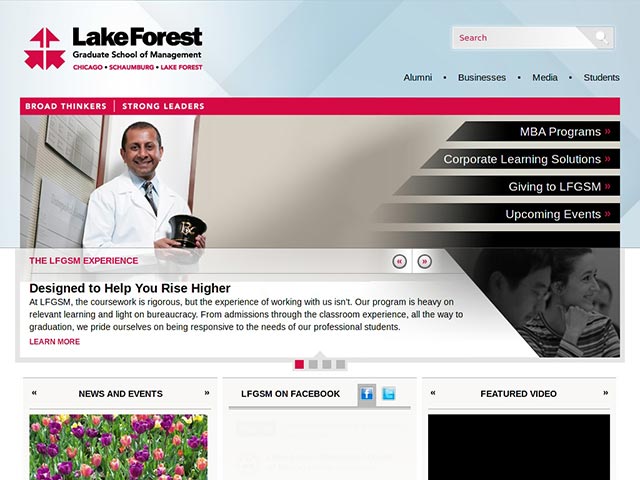 LakeForest
Graduate School of Management
CHICAGO • SCHAUMBURG • LAKE FOREST
Search
Alumni • Businesses • Media • Students
BROAD THINKERS | STRONG LEADERS
MBA Programs »
Corporate Learning Solutions »
Giving to LFGSM »
Upcoming Events »
THE LFGSM EXPERIENCE « »
Designed to Help You Rise Higher
At LFGSM, the coursework is rigorous, but the experience of working with us isn't. Our program is heavy on
relevant learning and light on bureaucracy. From admissions through the classroom experience, all the way to
graduation, we pride ourselves on being responsive to the needs of our professional students.
LEARN MORE
« NEWS AND EVENTS »
LFGSM ON FACEBOOK
« FEATURED VIDEO »